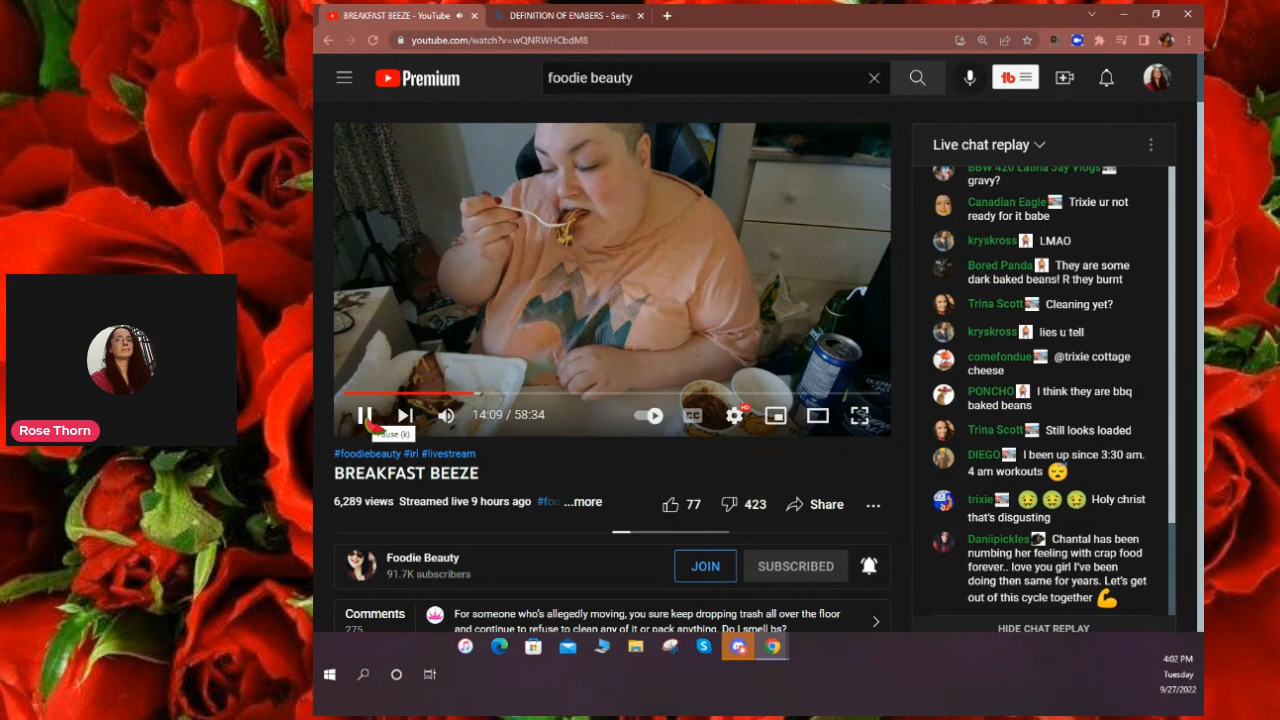 BREAKFAST BEEZE - YouTube
DEFINITION OF ENABERS - Sear
youtube.com/watch?v=wQNRWHCbdM8
Premium
foodie beauty
Live chat replay
BBW 420 Latina Jay Vlogs
gravy?
Canadian Eagle Trixie ur not
ready for it babe
kryskross LMAO
Bored Panda They are some
dark baked beans! R they burnt
Trina Scott Cleaning yet?
kryskross lies u tell
comefondue @trixie cottage
cheese
PONCHO I think they are bbq
baked beans
Trina Scott Still looks loaded
DIEGO I been up since 3:30 am.
4 am workouts 😴
trixie 🤢 🤢 🤢 Holy christ
that's disgusting
Daniipickles Chantal has been
numbing her feeling with crap food
forever.. love you girl I've been
doing then same for years. Let's get
out of this cycle together 💪
HIDE CHAT REPLAY
14:09 / 58:34
CC
HD
Pause (k)
#foodiebeauty #irl #livestream
BREAKFAST BEEZE
6,289 views Streamed live 9 hours ago #foo ...more
77
423
Share
Foodie Beauty
91.7K subscribers
JOIN
SUBSCRIBED
Comments
275
For someone who's allegedly moving, you sure keep dropping trash all over the floor
and continue to refuse to clean any of it or pack anything. Do I smell bs?
Rose Thorn
4:02 PM
Tuesday
9/27/2022